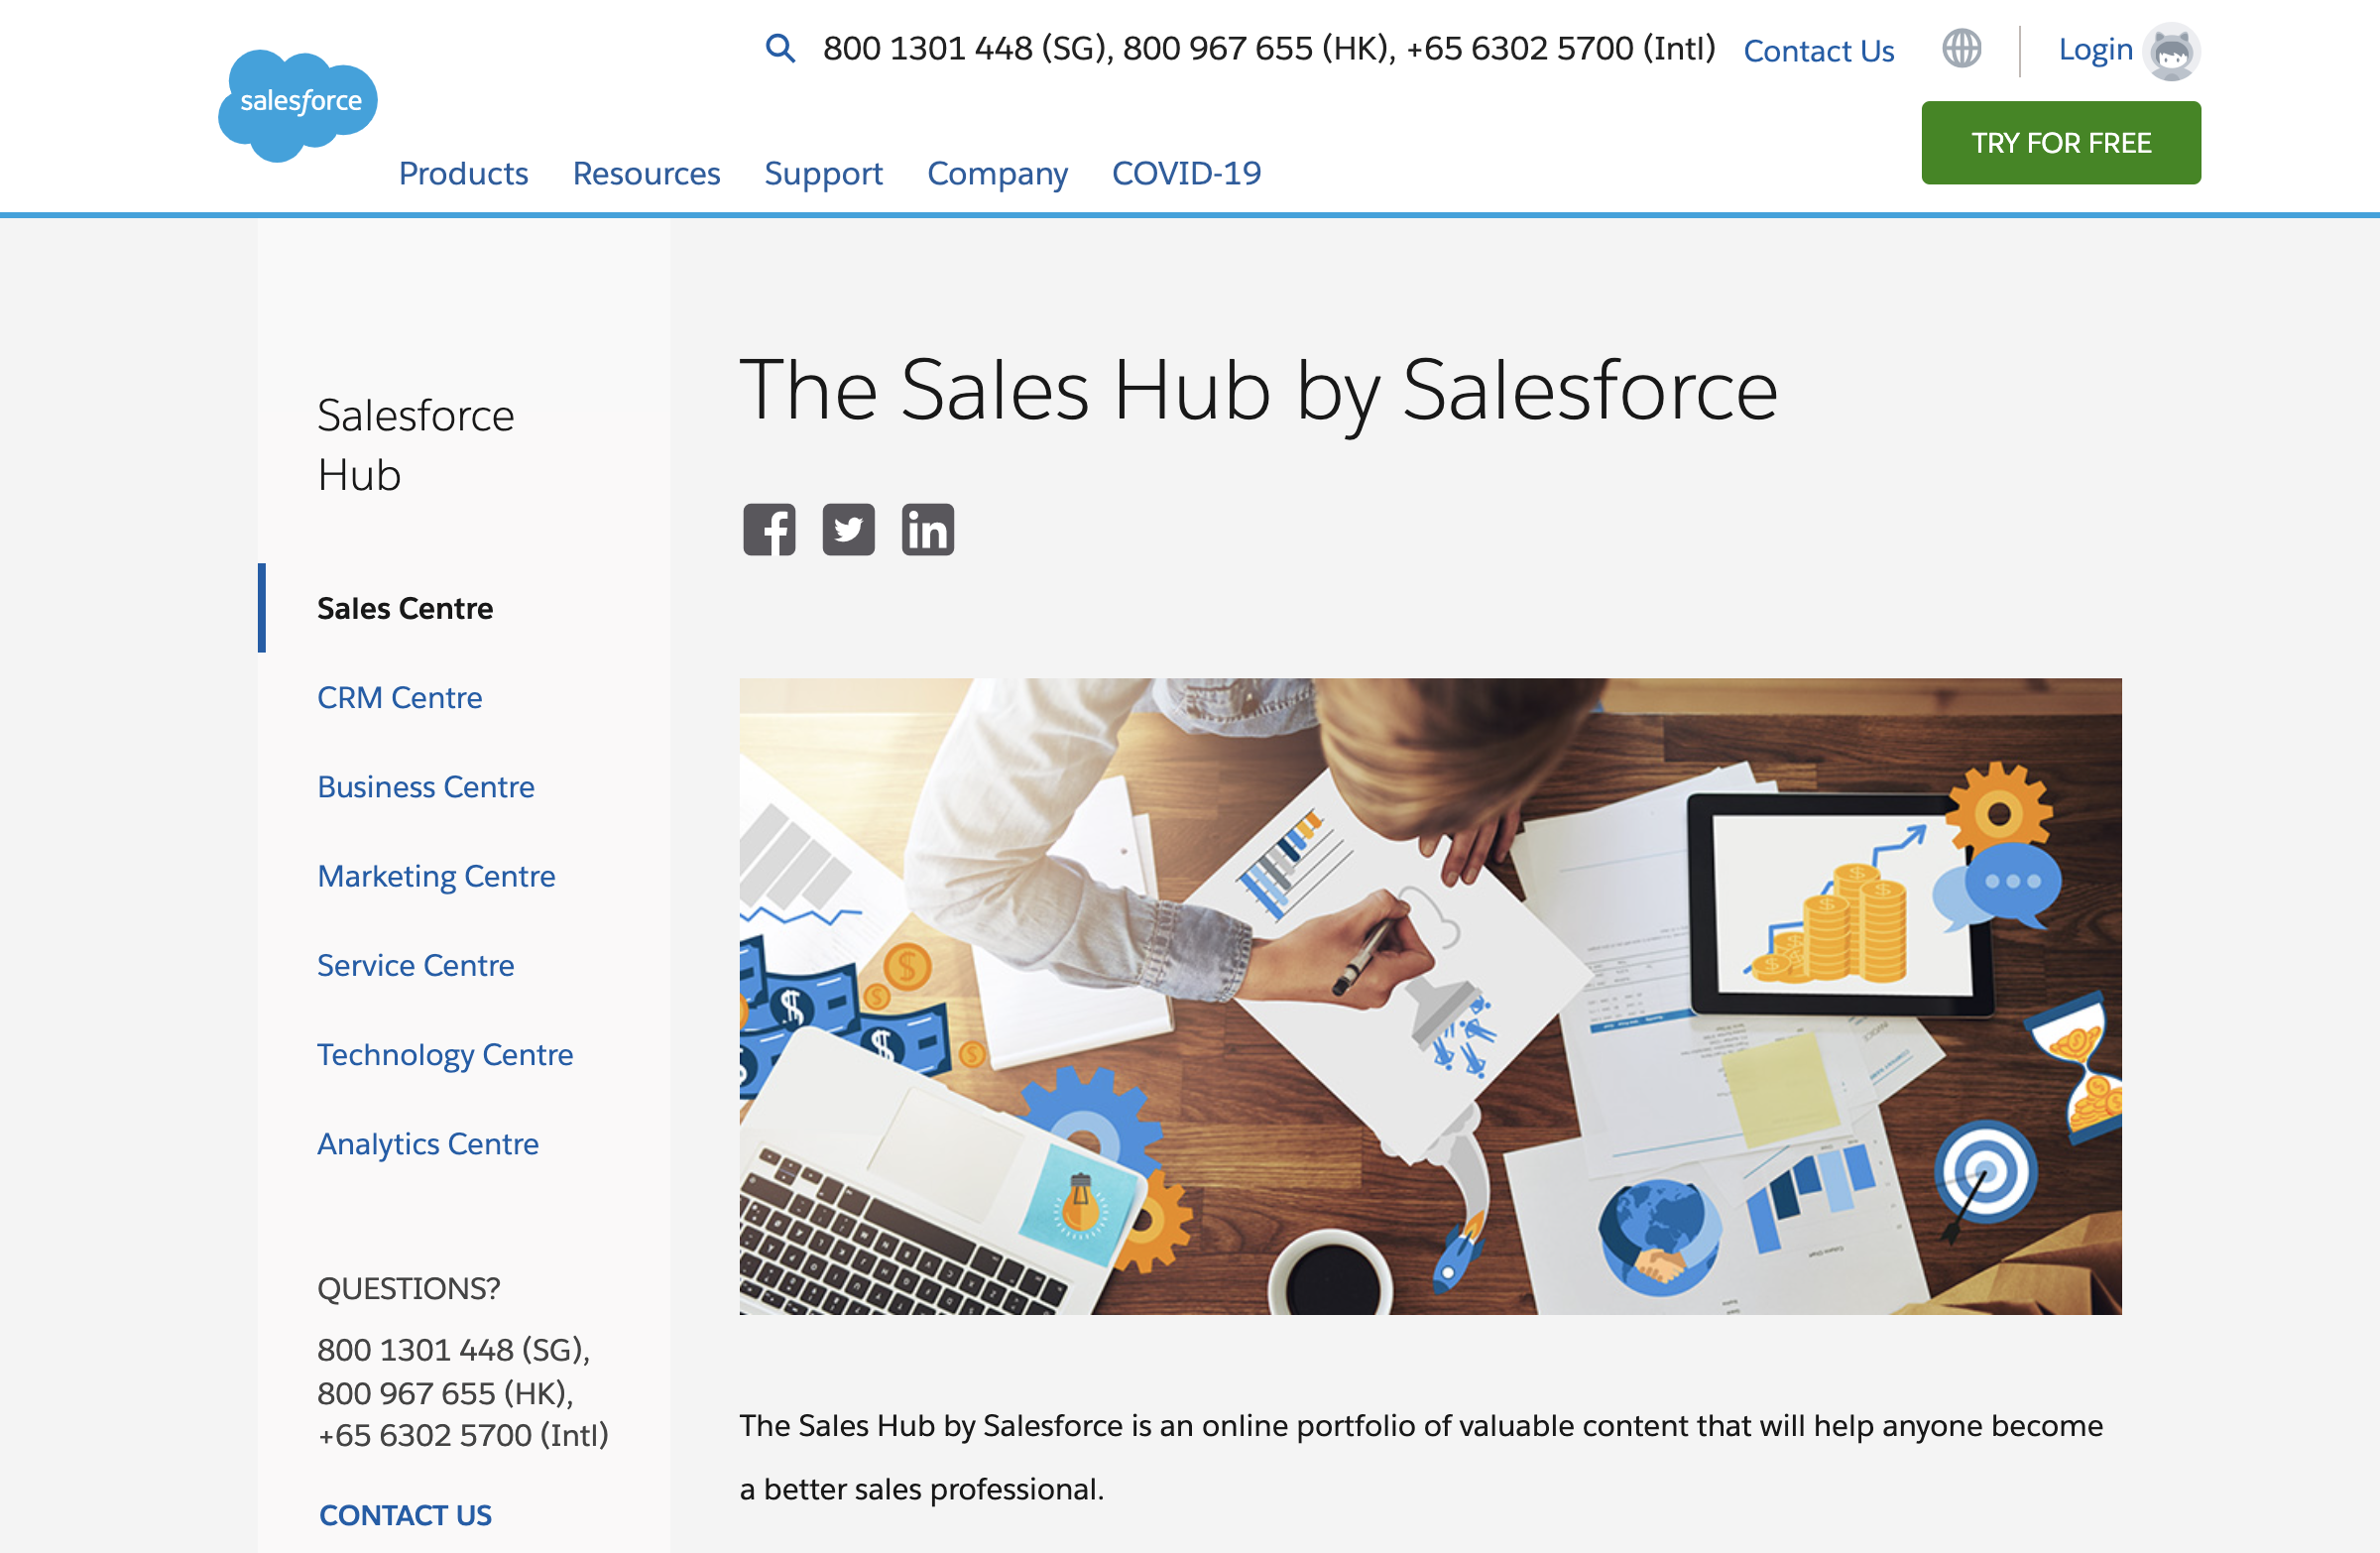 800 1301 448 (SG), 800 967 655 (HK), +65 6302 5700 (Intl)
Contact Us
Login
salesforce
TRY FOR FREE
Products
Resources
Support
Company
COVID-19
Salesforce
Hub
Sales Centre
CRM Centre
Business Centre
Marketing Centre
Service Centre
Technology Centre
Analytics Centre
QUESTIONS?
800 1301 448 (SG),
800 967 655 (HK),
+65 6302 5700 (Intl)
CONTACT US
The Sales Hub by Salesforce
The Sales Hub by Salesforce is an online portfolio of valuable content that will help anyone become
a better sales professional.